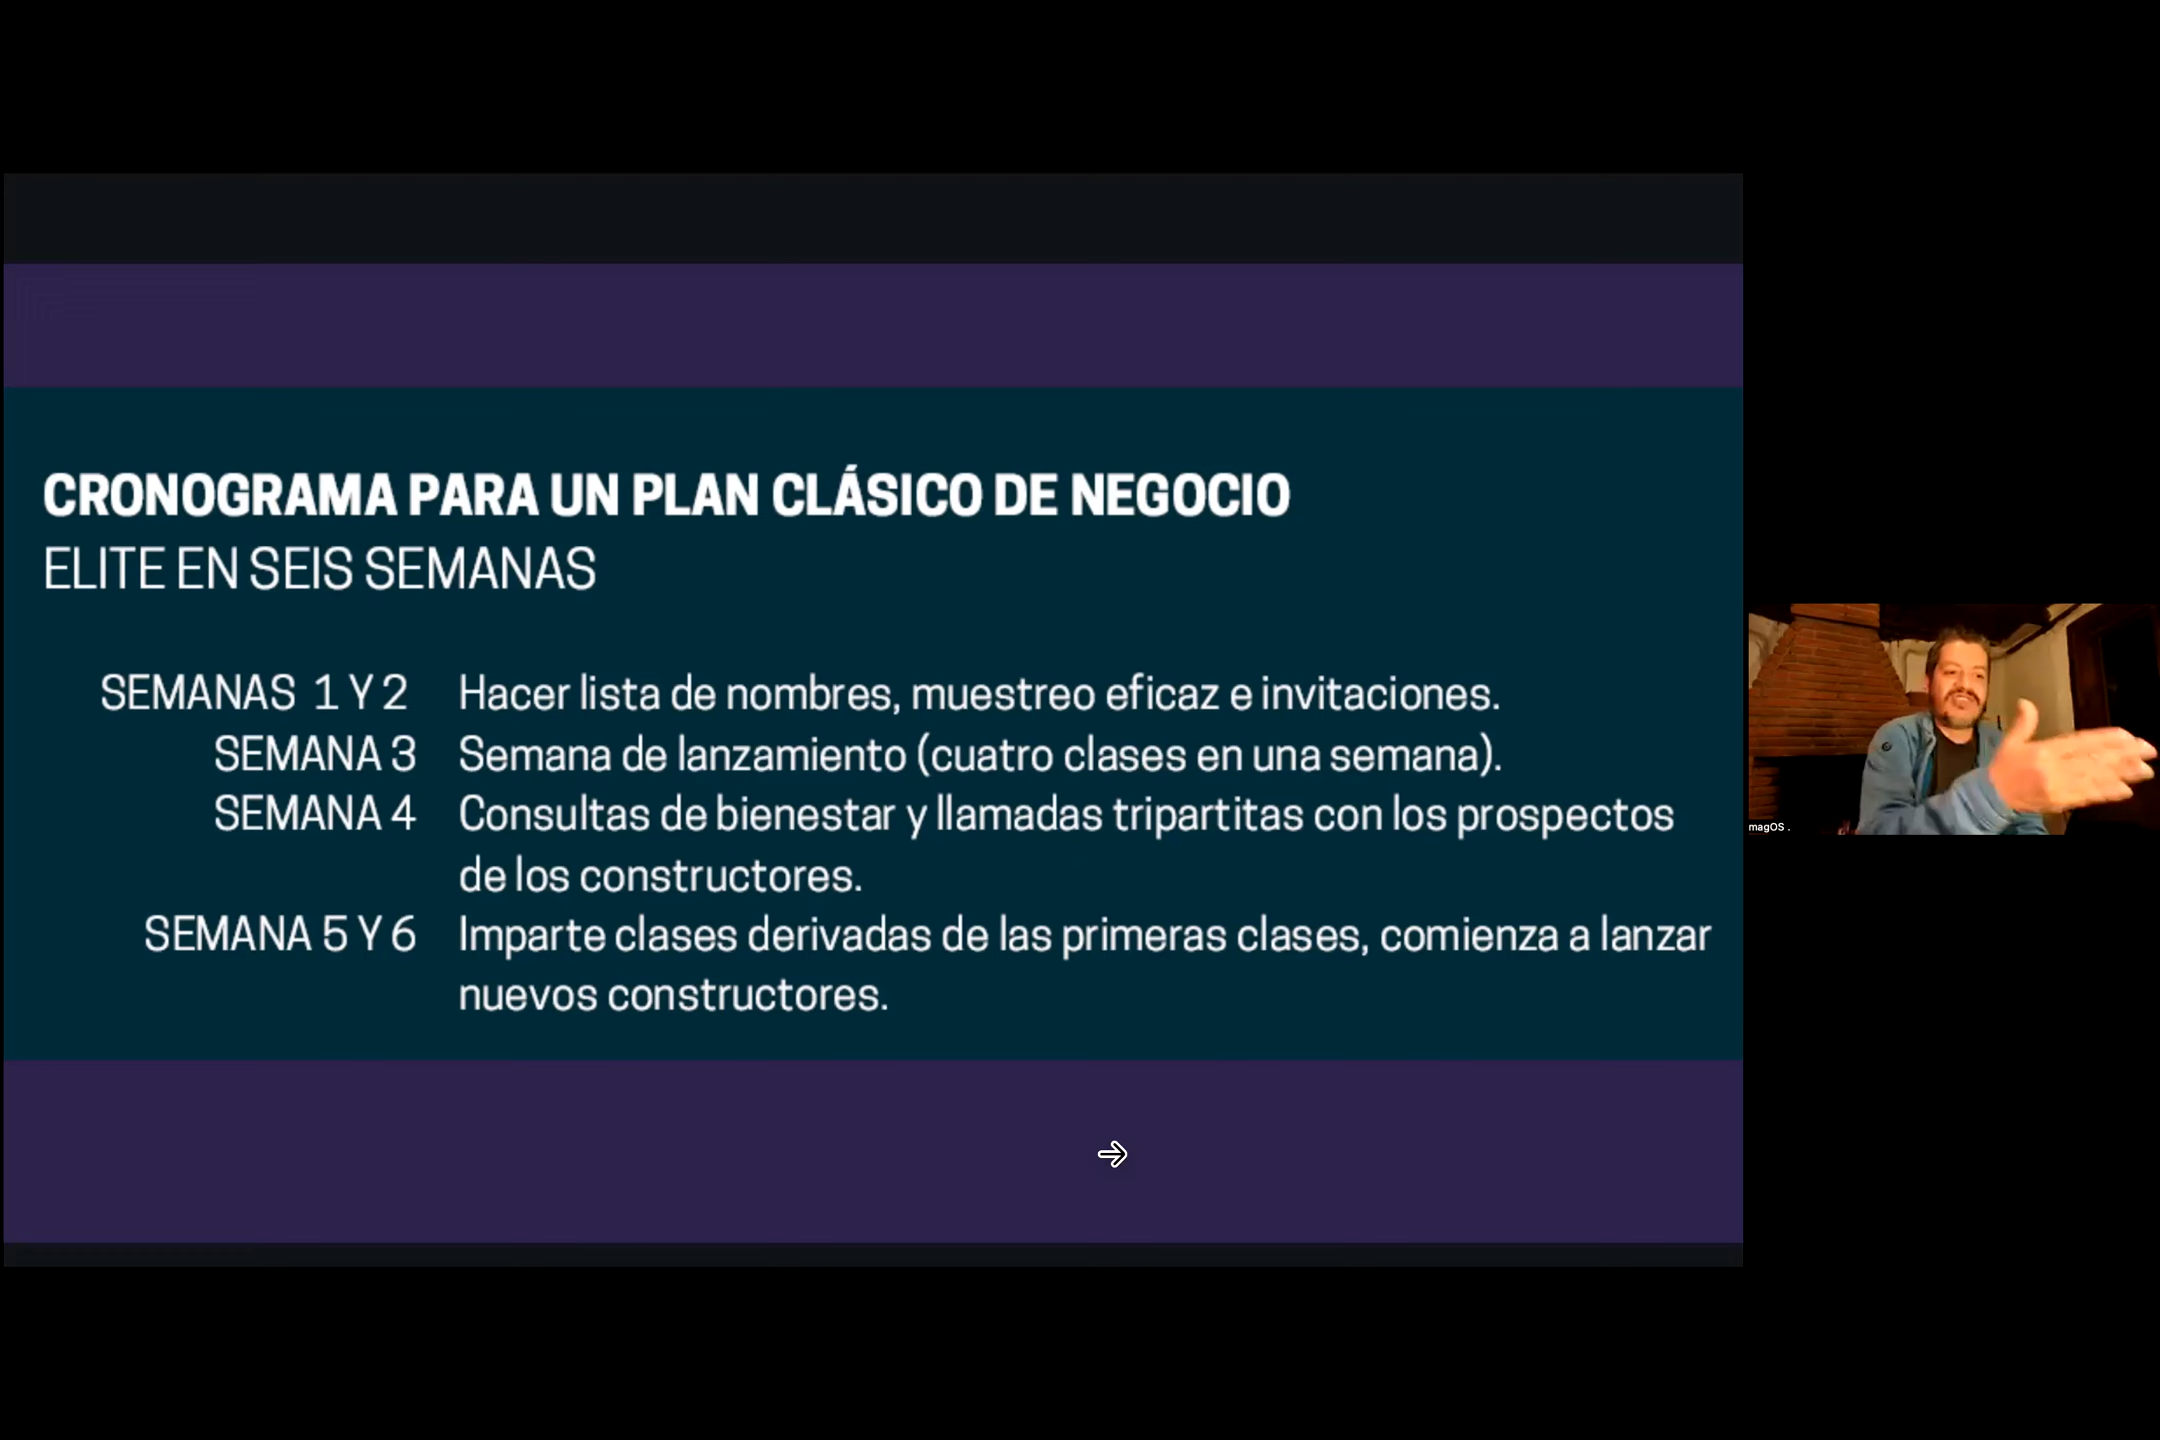 CRONOGRAMA PARA UN PLAN CLÁSICO DE NEGOCIO
ELITE EN SEIS SEMANAS
SEMANAS 1 Y 2 Hacer lista de nombres, muestreo eficaz e invitaciones.
SEMANA 3 Semana de lanzamiento (cuatro clases en una semana).
SEMANA 4 Consultas de bienestar y llamadas tripartitas con los prospectos
de los constructores.
SEMANA 5 Y 6 Imparte clases derivadas de las primeras clases, comienza a lanzar
nuevos constructores.
magOS .